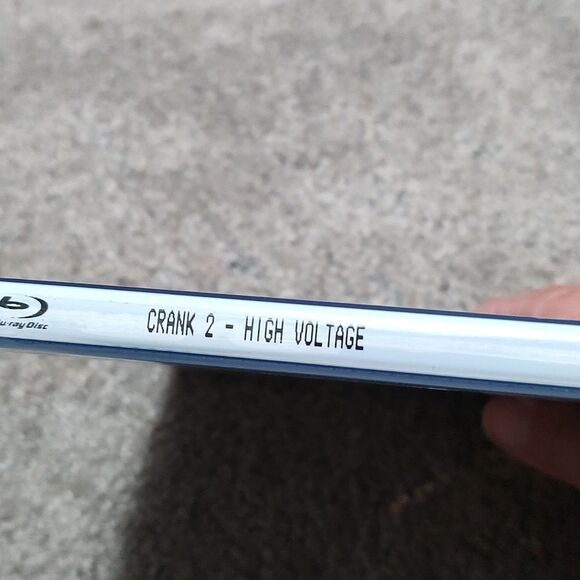 Blu-ray Disc
CRANK 2 - HIGH VOLTAGE